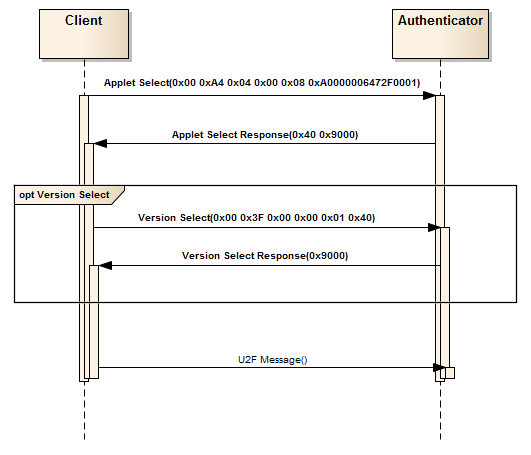 Client
Authenticator
Applet Select(0x00 0xA4 0x04 0x00 0x08 0xA0000006472F0001)
Applet Select Response(0x40 0x9000)
opt Version Select
Version Select(0x00 0x3F 0x00 0x00 0x01 0x40)
Version Select Response(0x9000)
U2F Message()